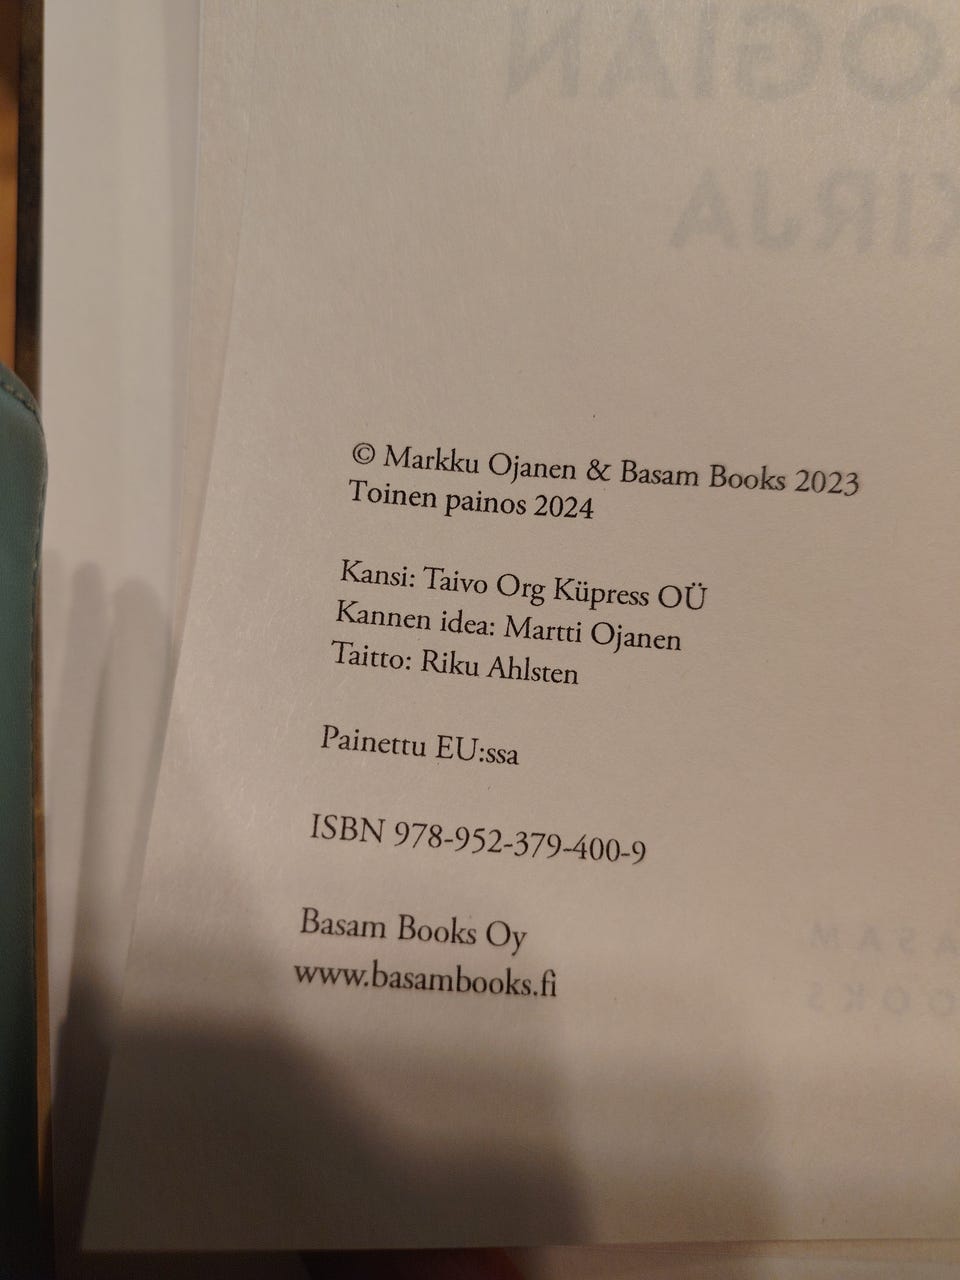 © Markku Ojanen & Basam Books 2023
Toinen painos 2024
Kansi: Taivo Org Küpress OÜ
Kannen idea: Martti Ojanen
Taitto: Riku Ahlsten
Painettu EU:ssa
ISBN 978-952-379-400-9
Basam Books Oy
www.basambooks.fi